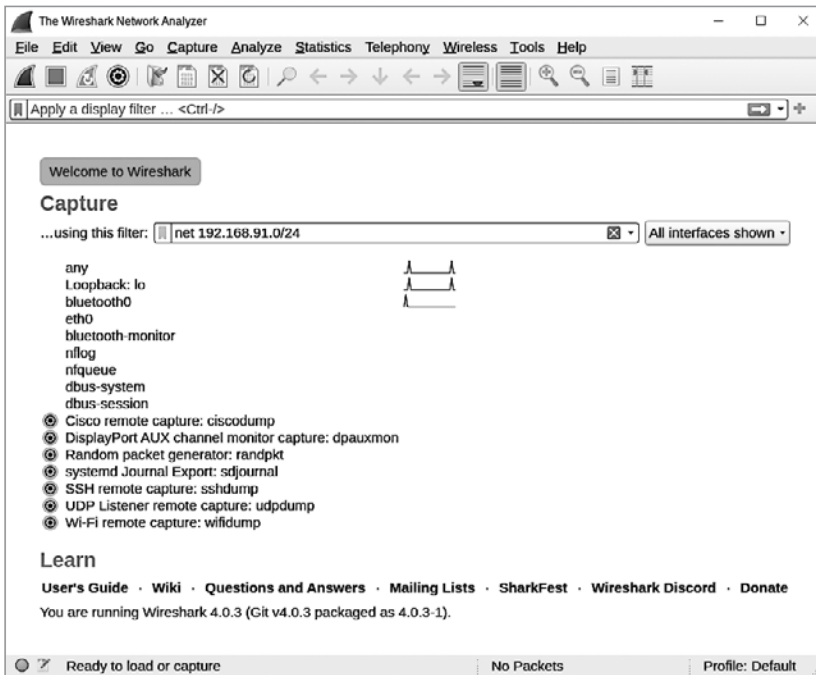 The Wireshark Network Analyzer
File Edit View Go Capture Analyze Statistics Telephony Wireless Tools Help
Apply a display filter … <Ctrl-/>
Welcome to Wireshark
Capture
…using this filter: net 192.168.91.0/24 All interfaces shown
any
Loopback: lo
bluetooth0
eth0
bluetooth-monitor
nflog
nfqueue
dbus-system
dbus-session
Cisco remote capture: ciscodump
DisplayPort AUX channel monitor capture: dpauxmon
Random packet generator: randpkt
systemd Journal Export: sdjournal
SSH remote capture: sshdump
UDP Listener remote capture: udpdump
Wi-Fi remote capture: wifidump
Learn
User's Guide · Wiki · Questions and Answers · Mailing Lists · SharkFest · Wireshark Discord · Donate
You are running Wireshark 4.0.3 (Git v4.0.3 packaged as 4.0.3-1).
Ready to load or capture No Packets Profile: Default